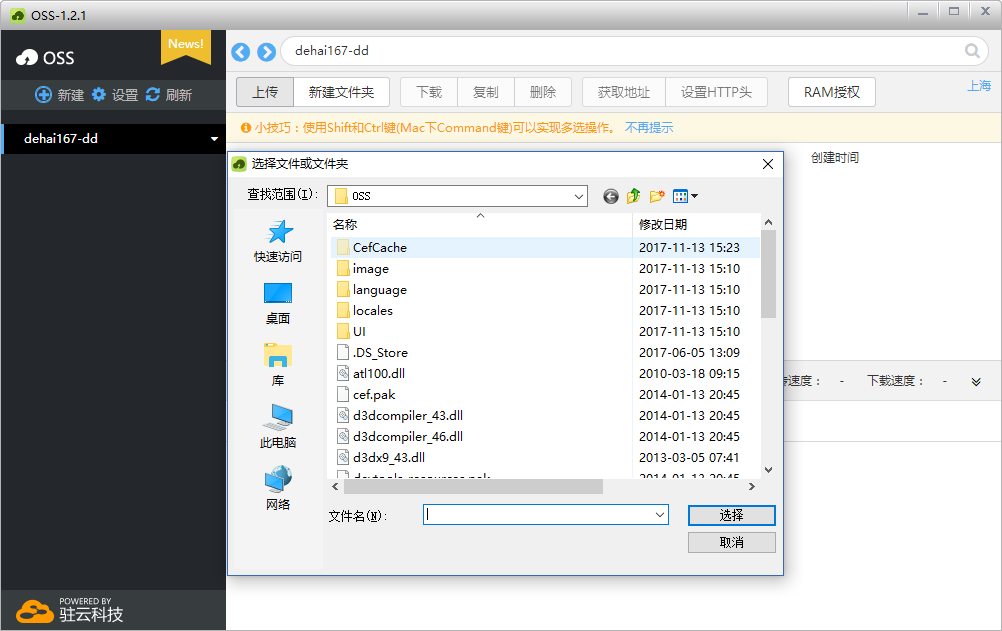 OSS-1.2.1
OSS
News!
新建 设置 刷新
dehai167-dd
POWERED BY
驻云科技
dehai167-dd
上传 新建文件夹 下载 复制 删除 获取地址 设置HTTP头 RAM授权 上海
小技巧：使用Shift和Ctrl键(Mac下Command键)可以实现多选操作。 不再提示
创建时间
速度： - 下载速度： -
选择文件或文件夹
查找范围(I): OSS
快速访问
桌面
库
此电脑
网络
名称 修改日期
CefCache 2017-11-13 15:23
image 2017-11-13 15:10
language 2017-11-13 15:10
locales 2017-11-13 15:10
UI 2017-11-13 15:10
.DS_Store 2017-06-05 13:09
atl100.dll 2010-03-18 09:15
cef.pak 2014-01-13 20:45
d3dcompiler_43.dll 2014-01-13 20:45
d3dcompiler_46.dll 2014-01-13 20:45
d3dx9_43.dll 2013-03-05 07:41
文件名(N):
选择
取消